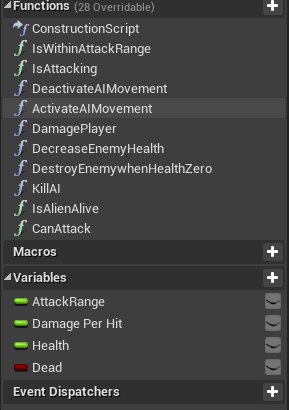 Functions (28 Overridable)
ConstructionScript
IsWithinAttackRange
IsAttacking
DeactivateAIMovement
ActivateAIMovement
DamagePlayer
DecreaseEnemyHealth
DestroyEnemywhenHealthZero
KillAI
IsAlienAlive
CanAttack
Macros
Variables
AttackRange
Damage Per Hit
Health
Dead
Event Dispatchers